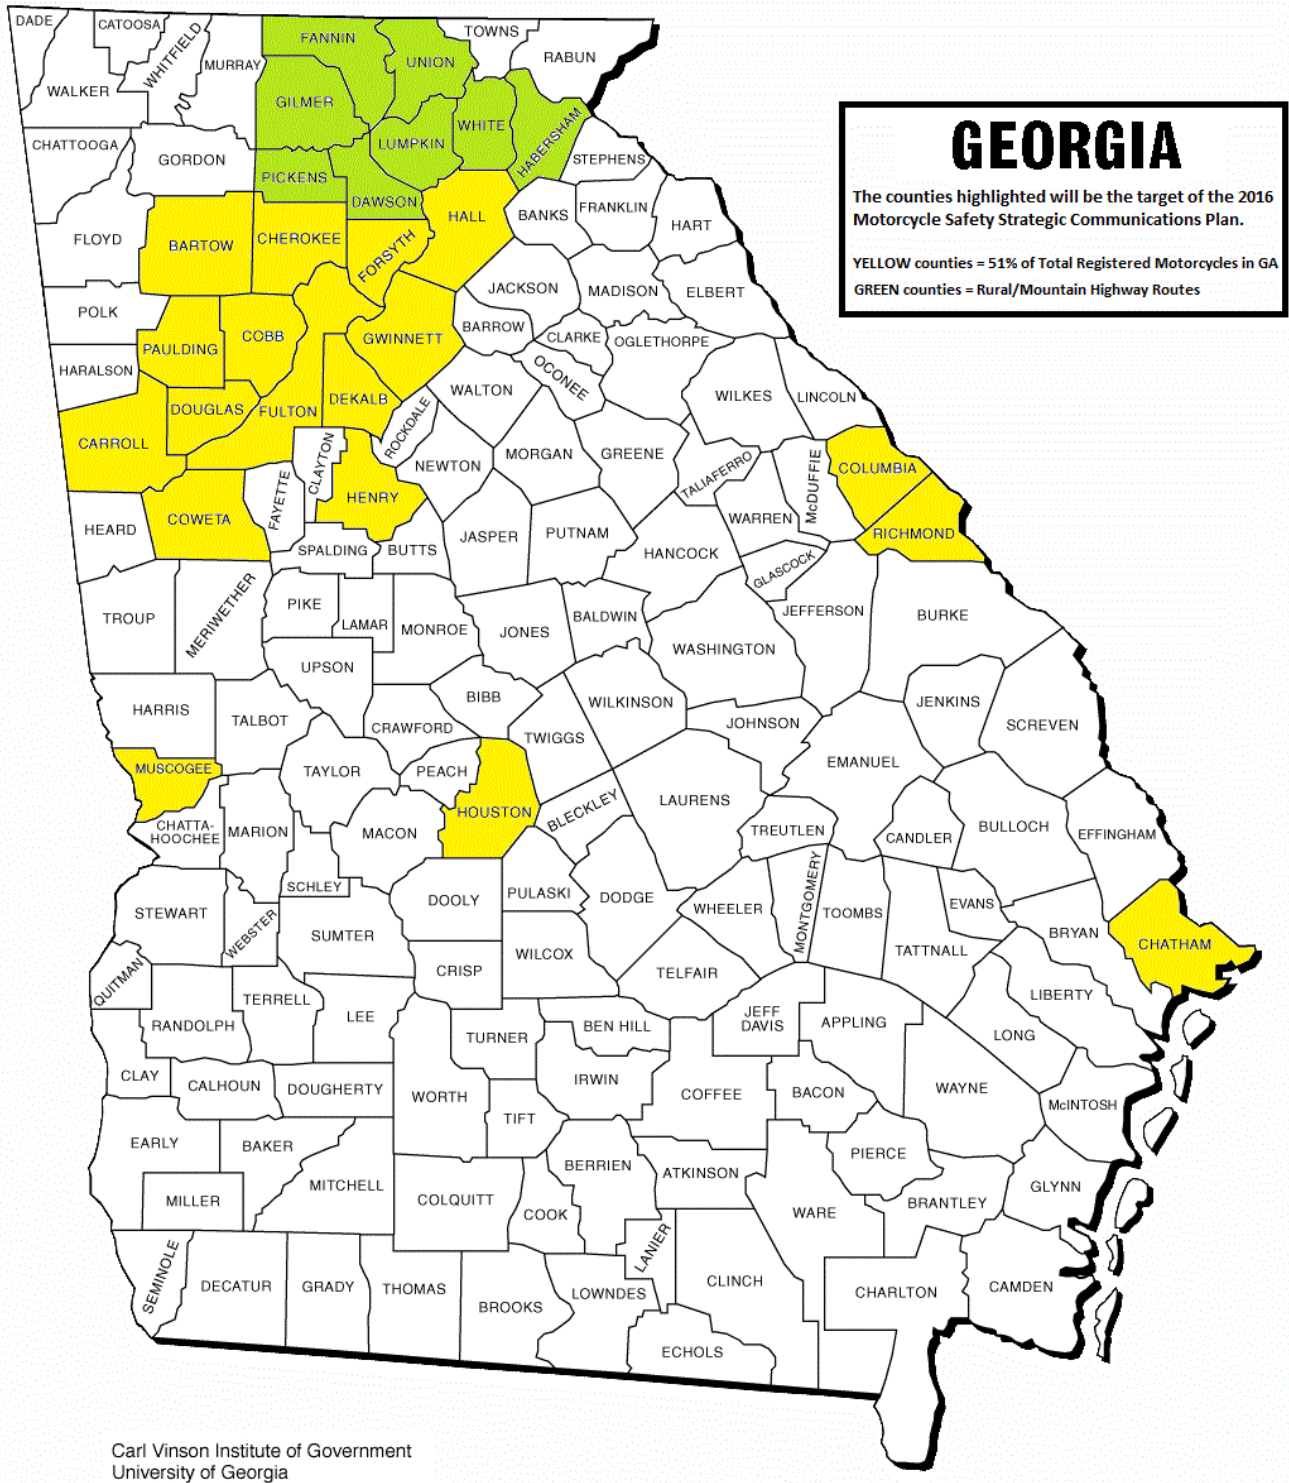 DADE
CATOOSA
WHITFIELD
MURRAY
FANNIN
UNION
TOWNS
RABUN
WALKER
GILMER
WHITE
HABERSHAM
LUMPKIN
CHATTOOGA
GORDON
STEPHENS
PICKENS
DAWSON
GEORGIA
The counties highlighted will be the target of the 2016
Motorcycle Safety Strategic Communications Plan.
YELLOW counties = 51% of Total Registered Motorcycles in GA
GREEN counties = Rural/Mountain Highway Routes
FLOYD
BARTOW
CHEROKEE
FORSYTH
HALL
BANKS
FRANKLIN
HART
POLK
JACKSON
MADISON
ELBERT
PAULDING
COBB
GWINNETT
BARROW
CLARKE
OGLETHORPE
HARALSON
OCONEE
DOUGLAS
FULTON
DEKALB
ROCKDALE
WALTON
WILKES
LINCOLN
CARROLL
CLAYTON
HENRY
NEWTON
MORGAN
GREENE
TALIAFERRO
McDUFFIE
COLUMBIA
HEARD
COWETA
FAYETTE
SPALDING
BUTTS
JASPER
PUTNAM
HANCOCK
WARREN
RICHMOND
GLASCOCK
TROUP
MERIWETHER
PIKE
LAMAR
MONROE
JONES
BALDWIN
WASHINGTON
JEFFERSON
BURKE
UPSON
HARRIS
TALBOT
CRAWFORD
BIBB
TWIGGS
WILKINSON
JOHNSON
JENKINS
SCREVEN
MUSCOGEE
TAYLOR
PEACH
HOUSTON
BLECKLEY
LAURENS
EMANUEL
CHATTA-
HOOCHEE
MARION
MACON
TREUTLEN
CANDLER
BULLOCH
EFFINGHAM
SCHLEY
STEWART
WEBSTER
SUMTER
DOOLY
PULASKI
DODGE
WHEELER
MONTGOMERY
TOOMBS
TATTNALL
EVANS
BRYAN
CHATHAM
QUITMAN
CRISP
WILCOX
TELFAIR
RANDOLPH
TERRELL
LEE
TURNER
BEN HILL
JEFF
DAVIS
APPLING
LONG
LIBERTY
CLAY
CALHOUN
DOUGHERTY
WORTH
TIFT
IRWIN
COFFEE
BACON
WAYNE
McINTOSH
EARLY
BAKER
MILLER
MITCHELL
COLQUITT
COOK
BERRIEN
ATKINSON
PIERCE
WARE
BRANTLEY
GLYNN
SEMINOLE
DECATUR
GRADY
THOMAS
BROOKS
LOWNDES
LANIER
CLINCH
ECHOLS
CHARLTON
CAMDEN
Carl Vinson Institute of Government
University of Georgia